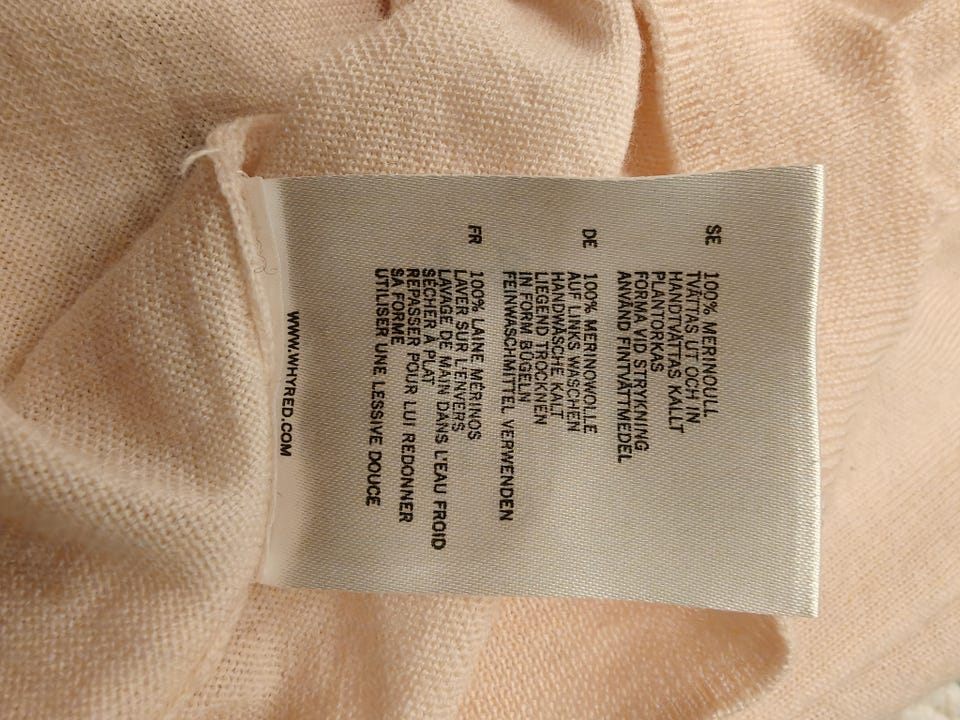 SE
100% MERINOULL
TVÄTTAS UT OCH IN
HANDTVÄTTAS KALLT
PLANTORKAS
FORMA VID STRYKNING
ANVÄND FINTVÄTTMEDEL
DE
100% MERINOWOLLE
AUF LINKS WASCHEN
HANDWÄSCHE KALT
LIEGEND TROCKNEN
IN FORM BÜGELN
FEINWASCHMITTEL VERWENDEN
FR
100% LAINE MÉRINOS
LAVER SUR L'ENVERS
LAVAGE DE MAIN DANS L'EAU FROID
SÉCHER À PLAT
REPASSER POUR LUI REDONNER
SA FORME
UTILISER UNE LESSIVE DOUCE
WWW.WHYRED.COM